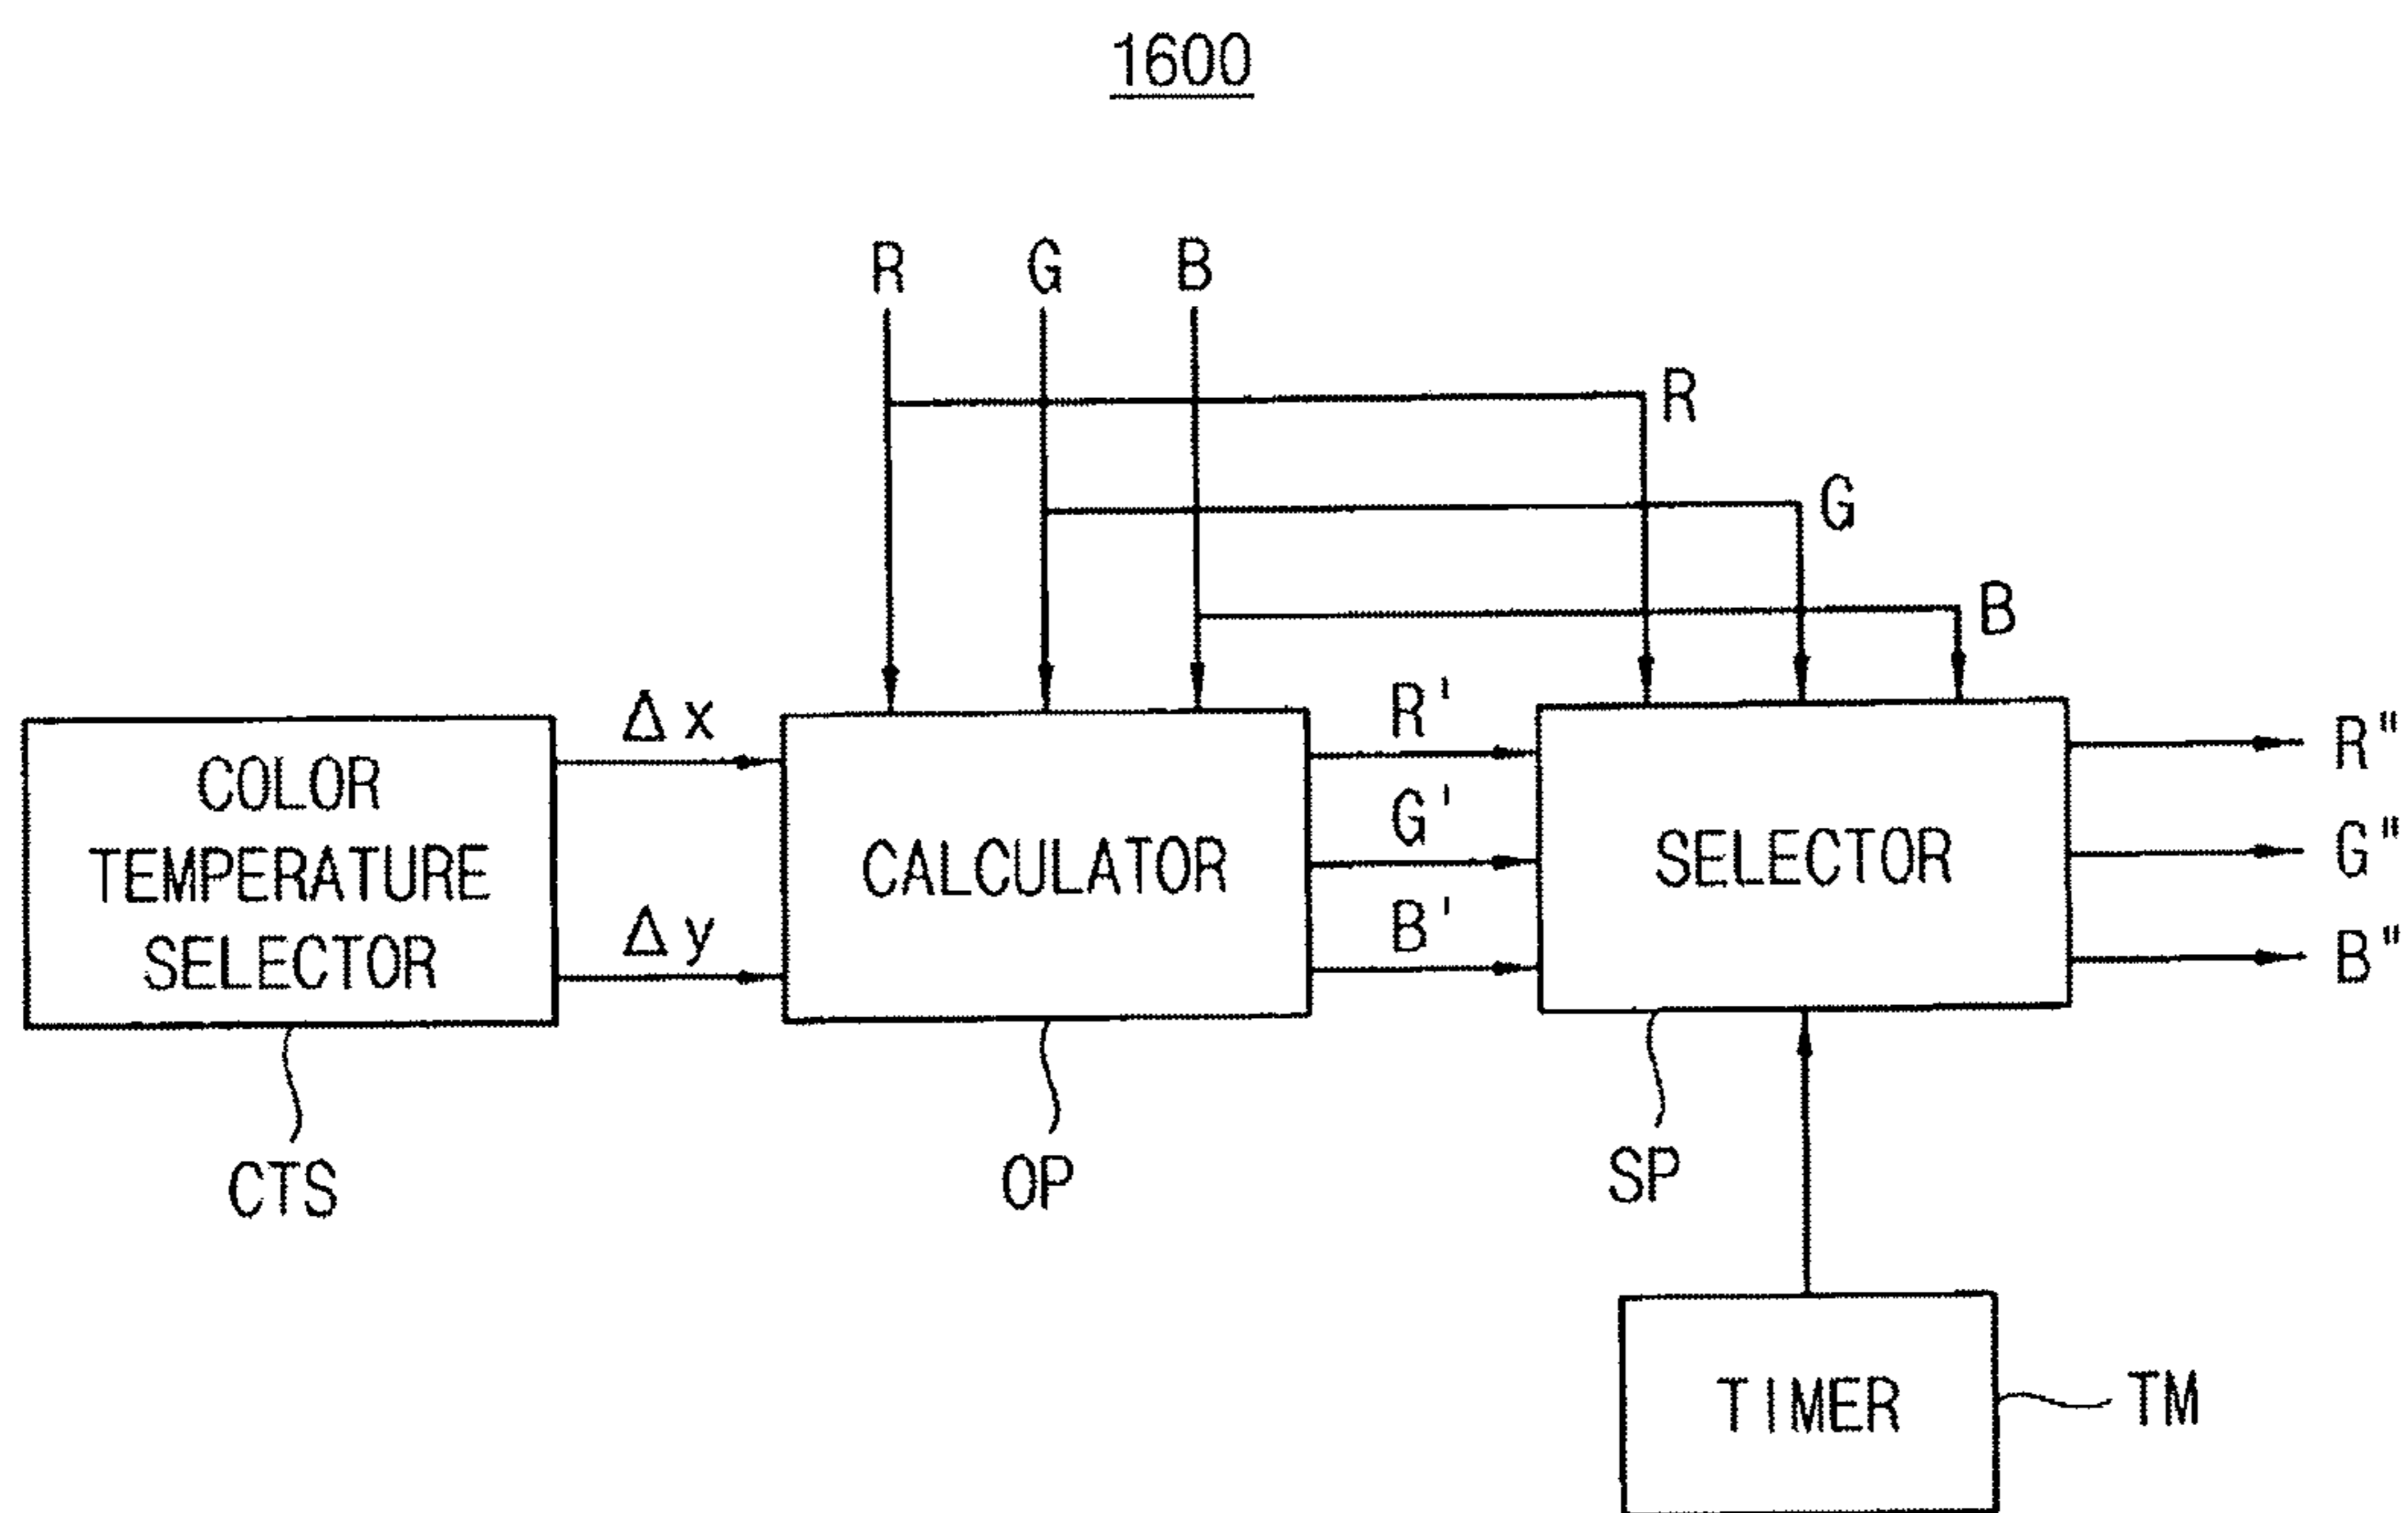 1600
R G B
R
G
B
COLOR
TEMPERATURE
SELECTOR
Δx
Δy
CALCULATOR
R'
G'
B'
SELECTOR
R"
G"
B"
CTS
OP
SP
TIMER
TM